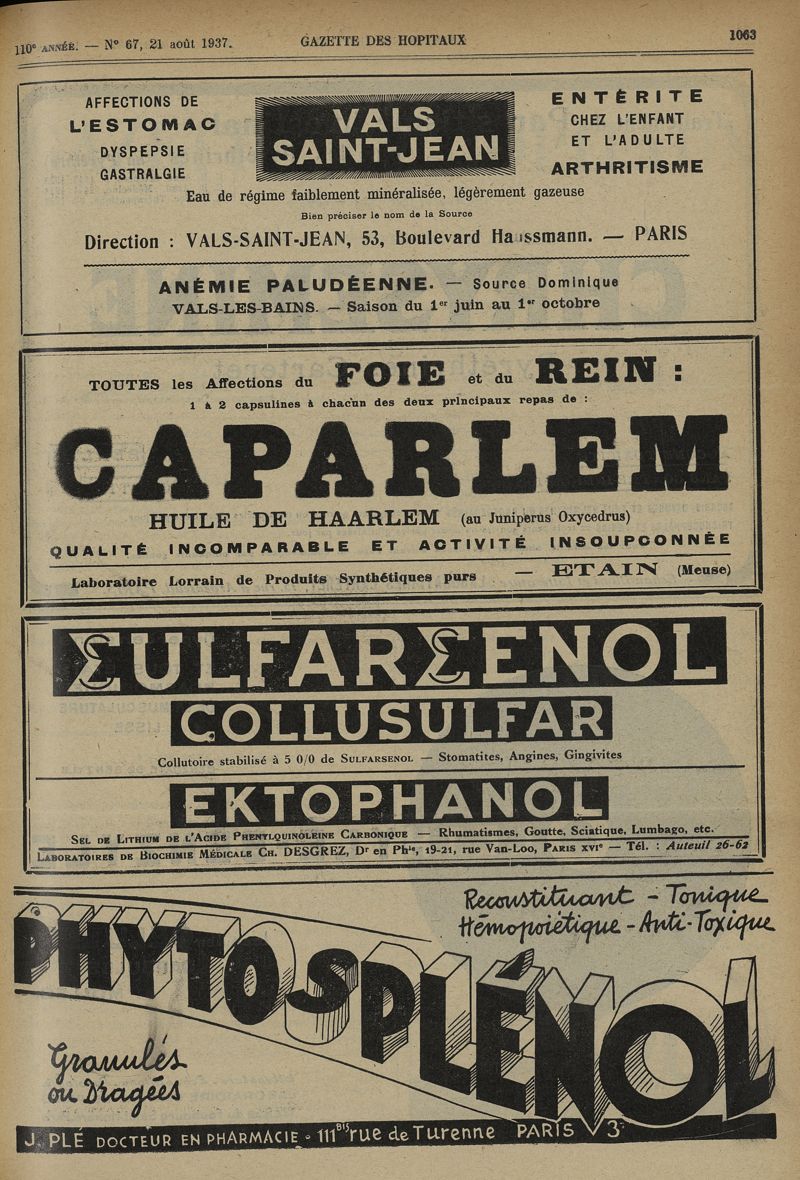 110e ANNÉE. — N° 67, 21 août 1937.
GAZETTE DES HOPITAUX
1063
AFFECTIONS DE
L'ESTOMAC
DYSPEPSIE
GASTRALGIE
VALS
SAINT-JEAN
ENTÉRITE
CHEZ L'ENFANT
ET L'ADULTE
ARTHRITISME
Eau de régime faiblement minéralisée, légèrement gazeuse
Bien préciser le nom de la Source
Direction : VALS-SAINT-JEAN, 53, Boulevard Haussmann. — PARIS
ANÉMIE PALUDÉENNE. — Source Dominique
VALS-LES-BAINS. — Saison du 1er juin au 1er octobre
TOUTES les Affections du FOIE et du REIN :
1 à 2 capsulines à chacun des deux principaux repas de :
CAPARLEM
HUILE DE HAARLEM (au Juniperus Oxycedrus)
QUALITÉ INCOMPARABLE ET ACTIVITÉ INSOUPCONNÉE
Laboratoire Lorrain de Produits Synthétiques purs — ETAIN (Meuse)
SULFARSENOL
COLLUSULFAR
Collutoire stabilisé à 5 0/0 de SULFARSENOL — Stomatites, Angines, Gingivites
EKTOPHANOL
SEL DE LITHIUM DE L'ACIDE PHENYLQUINOLEINE CARBONIQUE — Rhumatismes, Goutte, Sciatique, Lumbago, etc.
LABORATOIRES DE BIOCHIMIE MÉDICALE CH. DESGREZ, Dr en Phie, 19-21, rue Van-Loo, PARIS XVIe — Tél. : Auteuil 26-62
Reconstituant - Tonique
Hémopoiétique - Anti-Toxique
PHYTOSPLÉNOL
Granulés
ou Dragées
J. PLÉ DOCTEUR EN PHARMACIE - 111BIS rue de Turenne PARIS 3e